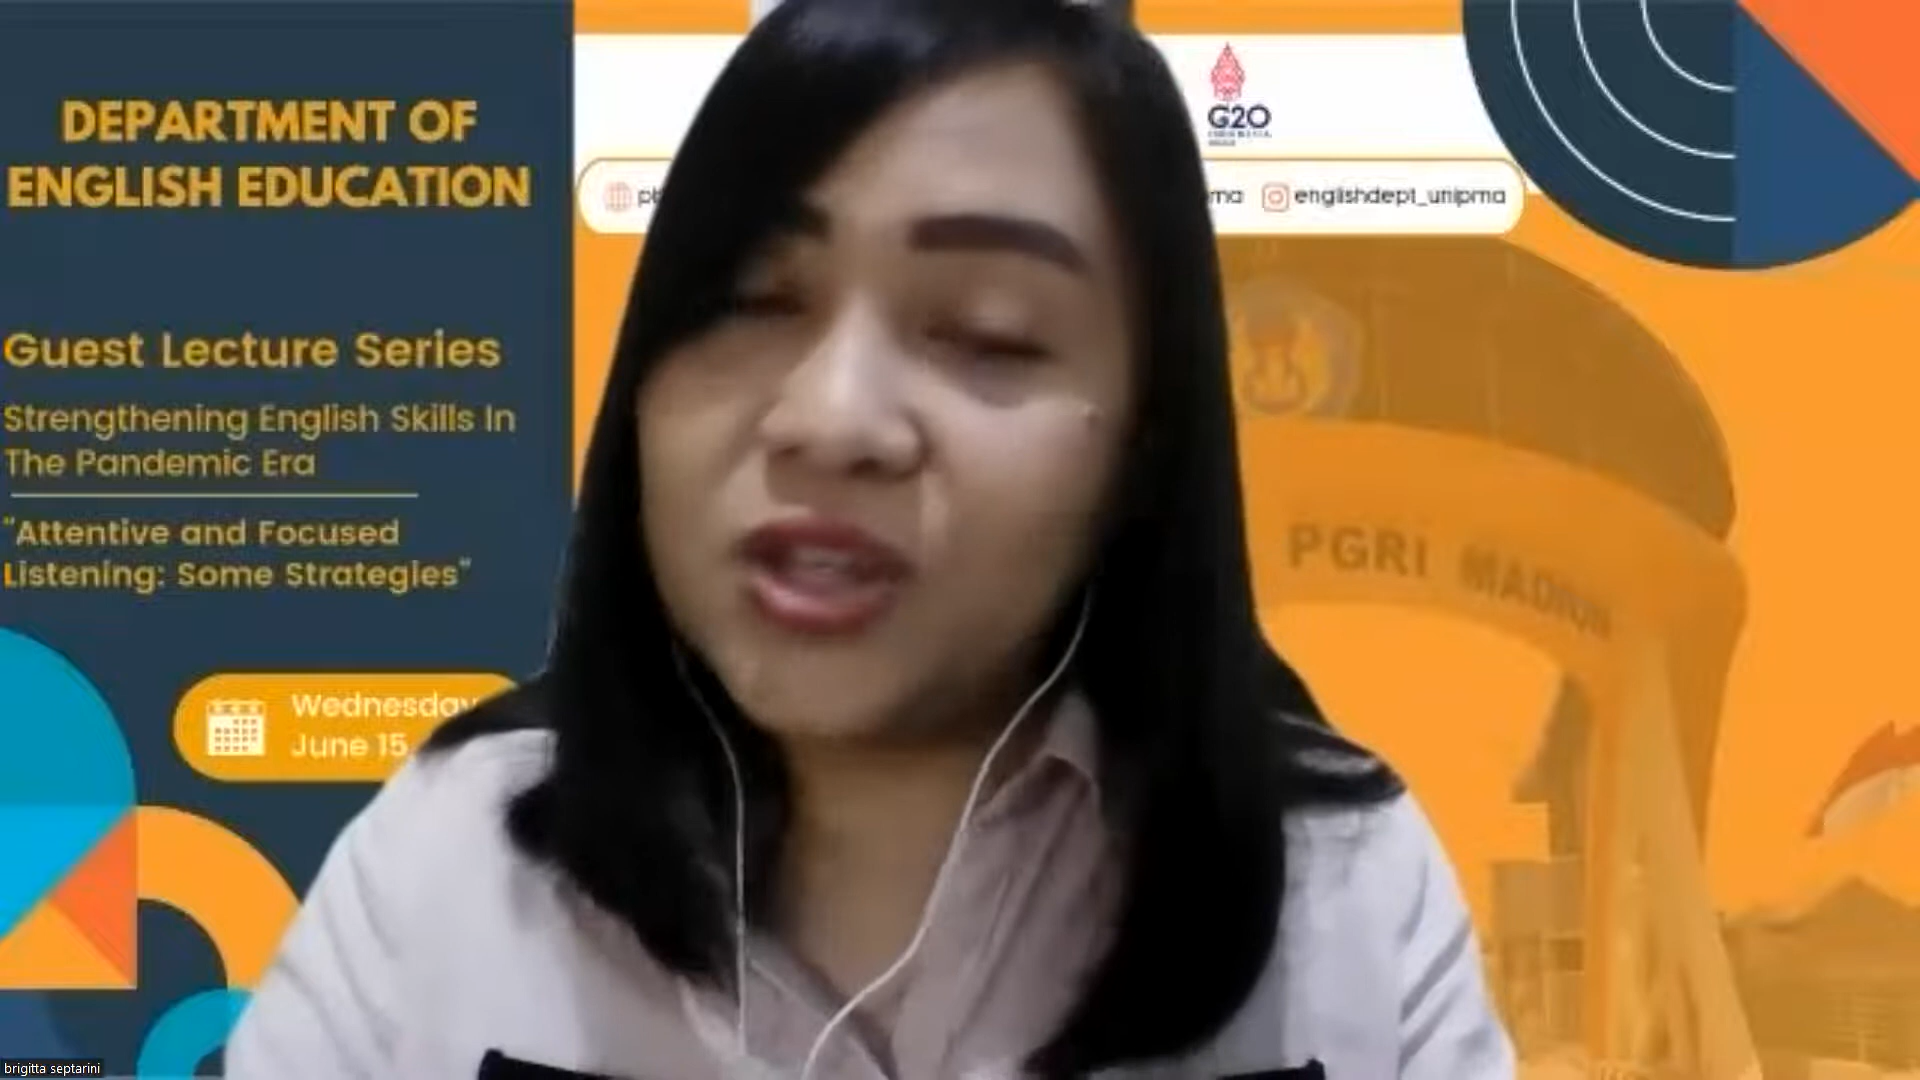 DEPARTMENT OF
ENGLISH EDUCATION
G20
englishdept_unipma
Guest Lecture Series
Strengthening English Skills In
The Pandemic Era
"Attentive and Focused
Listening: Some Strategies"
PGRI MADIUN
Wednesday
June 15,
brigitta septarini